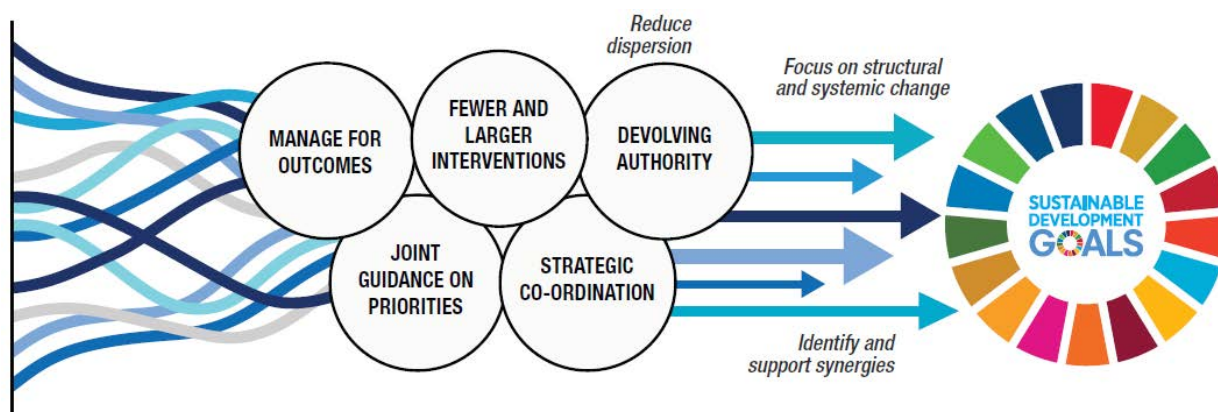 Reduce
dispersion
Focus on structural
and systemic change
MANAGE FOR
OUTCOMES
FEWER AND
LARGER
INTERVENTIONS
DEVOLVING
AUTHORITY
JOINT
GUIDANCE ON
PRIORITIES
STRATEGIC
CO-ORDINATION
Identify and
support synergies
SUSTAINABLE
DEVELOPMENT
GOALS